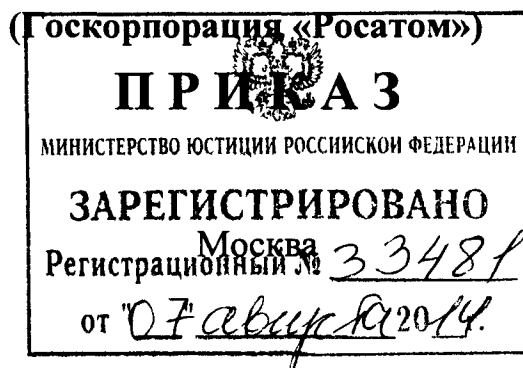 (Госкорпорация «Росатом»)
ПРИКАЗ
МИНИСТЕРСТВО ЮСТИЦИИ РОССИЙСКОЙ ФЕДЕРАЦИИ
ЗАРЕГИСТРИРОВАНО
Москва
Регистрационный № 33481
от "07" августа 2014.